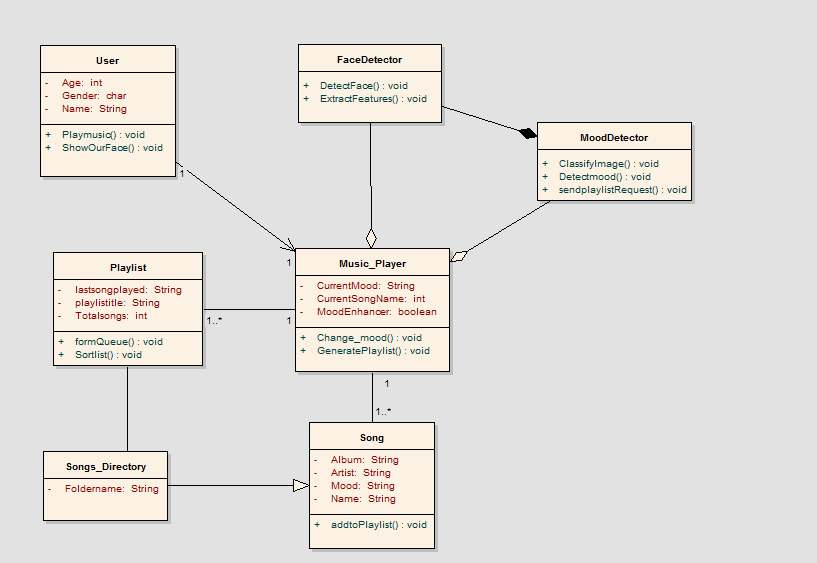 User
- Age: int
- Gender: char
- Name: String
+ Playmusic() : void
+ ShowOurFace() : void
FaceDetector
+ DetectFace() : void
+ ExtractFeatures() : void
MoodDetector
+ ClassifyImage() : void
+ Detectmood() : void
+ sendplaylistRequest() : void
1
1
Playlist
- lastsongplayed: String
- playlistitle: String
- Totalsongs: int
+ formQueue() : void
+ Sortlist() : void
1..*
1
Music_Player
- CurrentMood: String
- CurrentSongName: int
- MoodEnhancer: boolean
+ Change_mood() : void
+ GeneratePlaylist() : void
1
1..*
Songs_Directory
- Foldername: String
Song
- Album: String
- Artist: String
- Mood: String
- Name: String
+ addtoPlaylist() : void